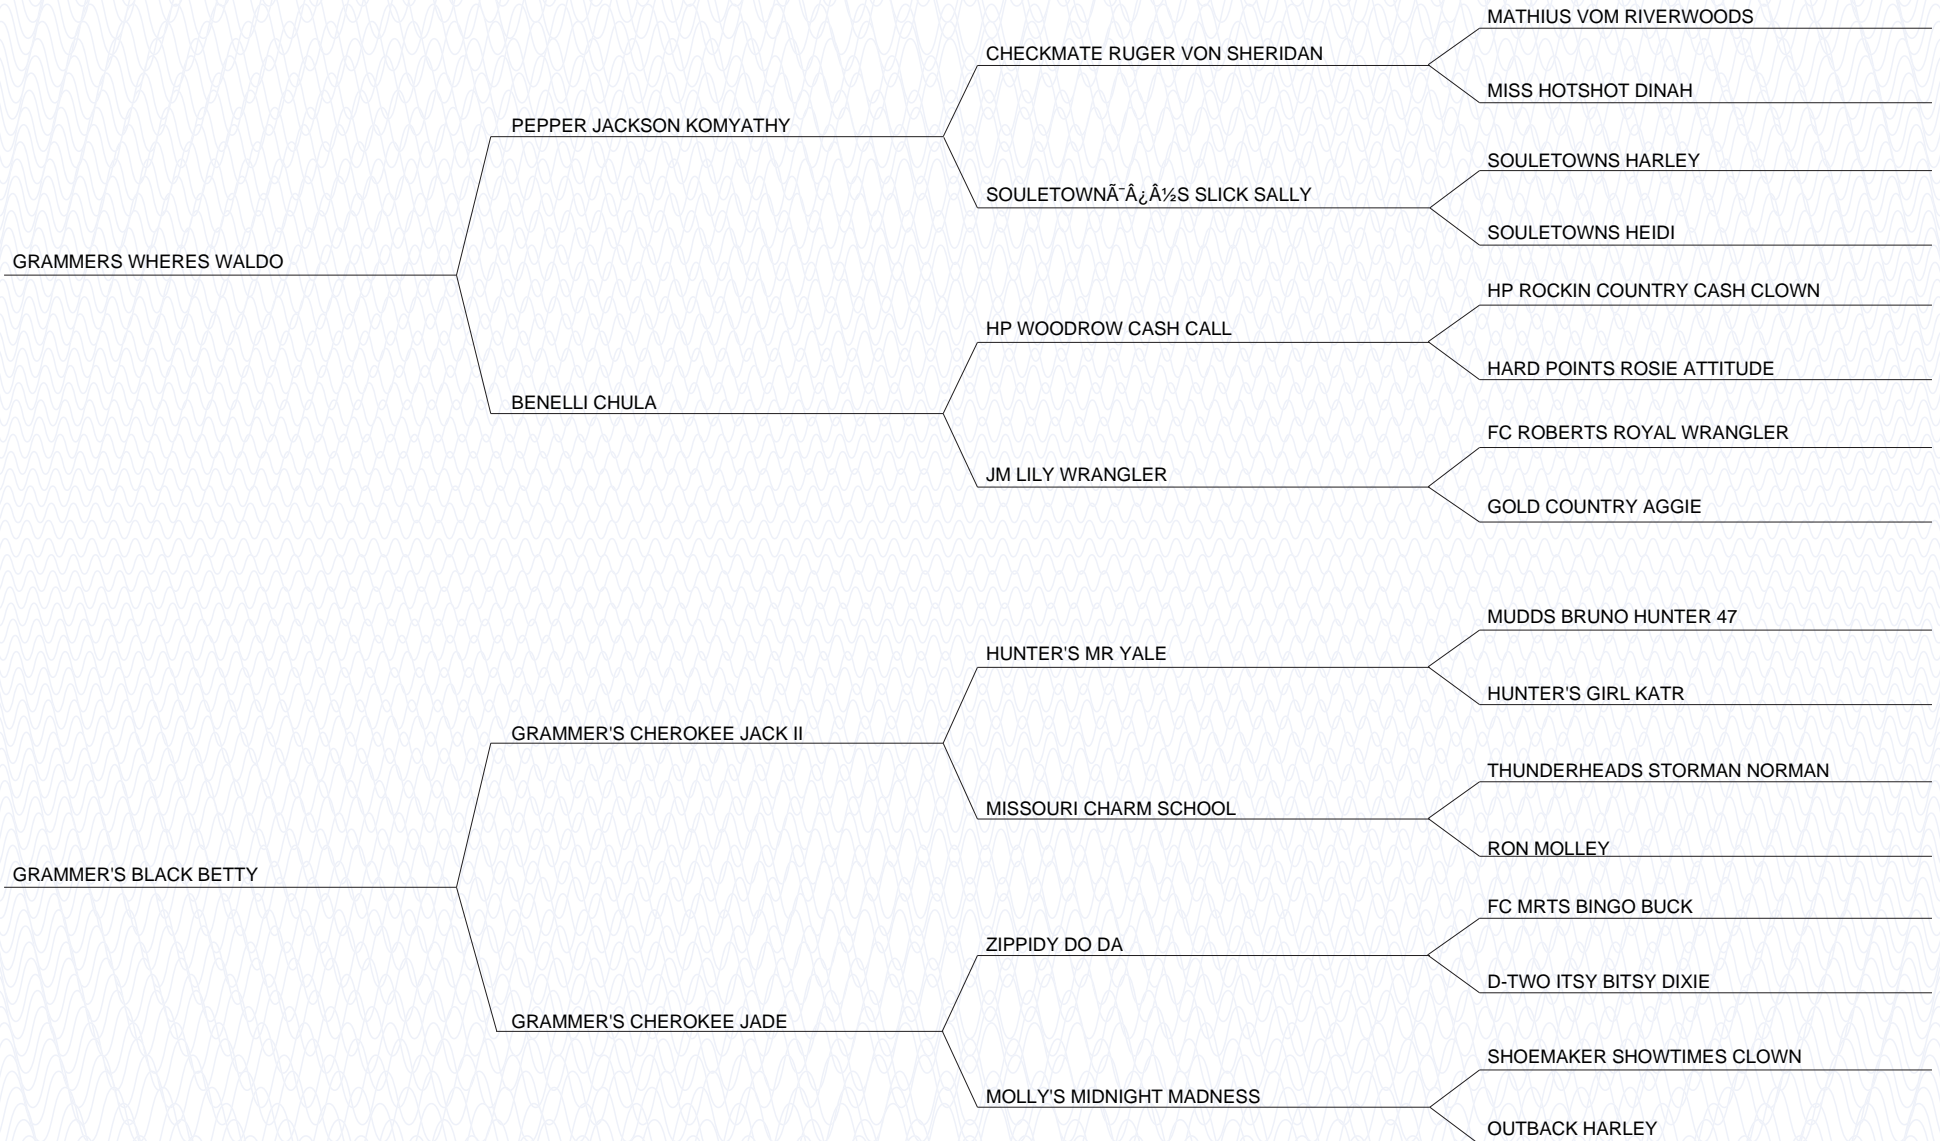 MATHIUS VOM RIVERWOODS
CHECKMATE RUGER VON SHERIDAN
MISS HOTSHOT DINAH
PEPPER JACKSON KOMYATHY
SOULETOWNS HARLEY
SOULETOWNÃ¯Â¿Â½S SLICK SALLY
SOULETOWNS HEIDI
GRAMMERS WHERES WALDO
HP ROCKIN COUNTRY CASH CLOWN
HP WOODROW CASH CALL
HARD POINTS ROSIE ATTITUDE
BENELLI CHULA
FC ROBERTS ROYAL WRANGLER
JM LILY WRANGLER
GOLD COUNTRY AGGIE
MUDDS BRUNO HUNTER 47
HUNTER'S MR YALE
HUNTER'S GIRL KATR
GRAMMER'S CHEROKEE JACK II
THUNDERHEADS STORMAN NORMAN
MISSOURI CHARM SCHOOL
RON MOLLEY
GRAMMER'S BLACK BETTY
FC MRTS BINGO BUCK
ZIPPIDY DO DA
D-TWO ITSY BITSY DIXIE
GRAMMER'S CHEROKEE JADE
SHOEMAKER SHOWTIMES CLOWN
MOLLY'S MIDNIGHT MADNESS
OUTBACK HARLEY